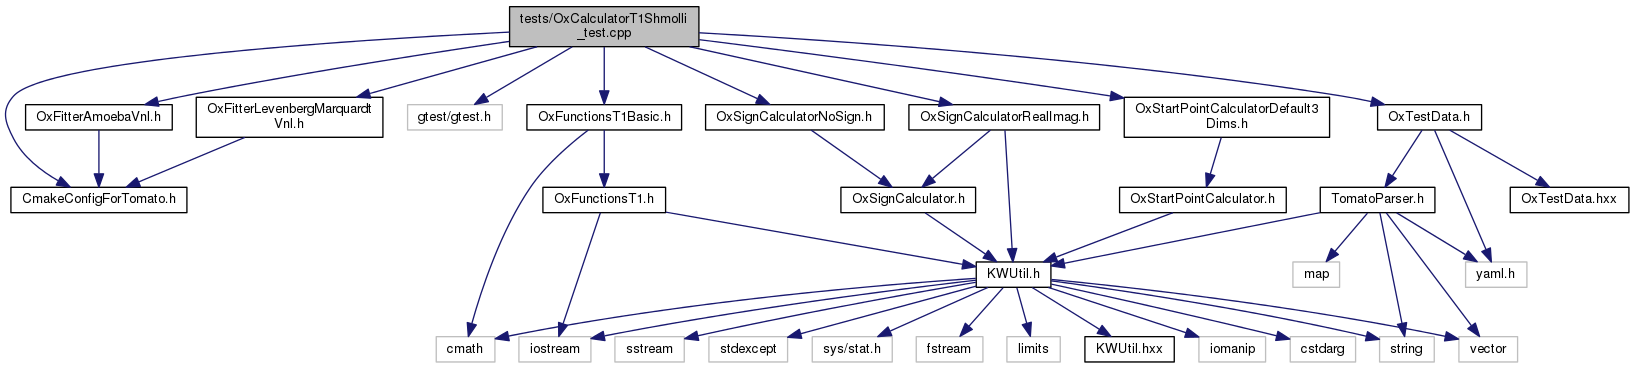 tests/OxCalculatorT1Shmolli
_test.cpp
OxFitterAmoebaVnl.h
OxFitterLevenbergMarquardt
Vnl.h
gtest/gtest.h
OxFunctionsT1Basic.h
OxSignCalculatorNoSign.h
OxSignCalculatorRealImag.h
OxStartPointCalculatorDefault3
Dims.h
OxTestData.h
CmakeConfigForTomato.h
OxFunctionsT1.h
OxSignCalculator.h
OxStartPointCalculator.h
TomatoParser.h
OxTestData.hxx
KWUtil.h
map
yaml.h
cmath
iostream
sstream
stdexcept
sys/stat.h
fstream
limits
KWUtil.hxx
iomanip
cstdarg
string
vector